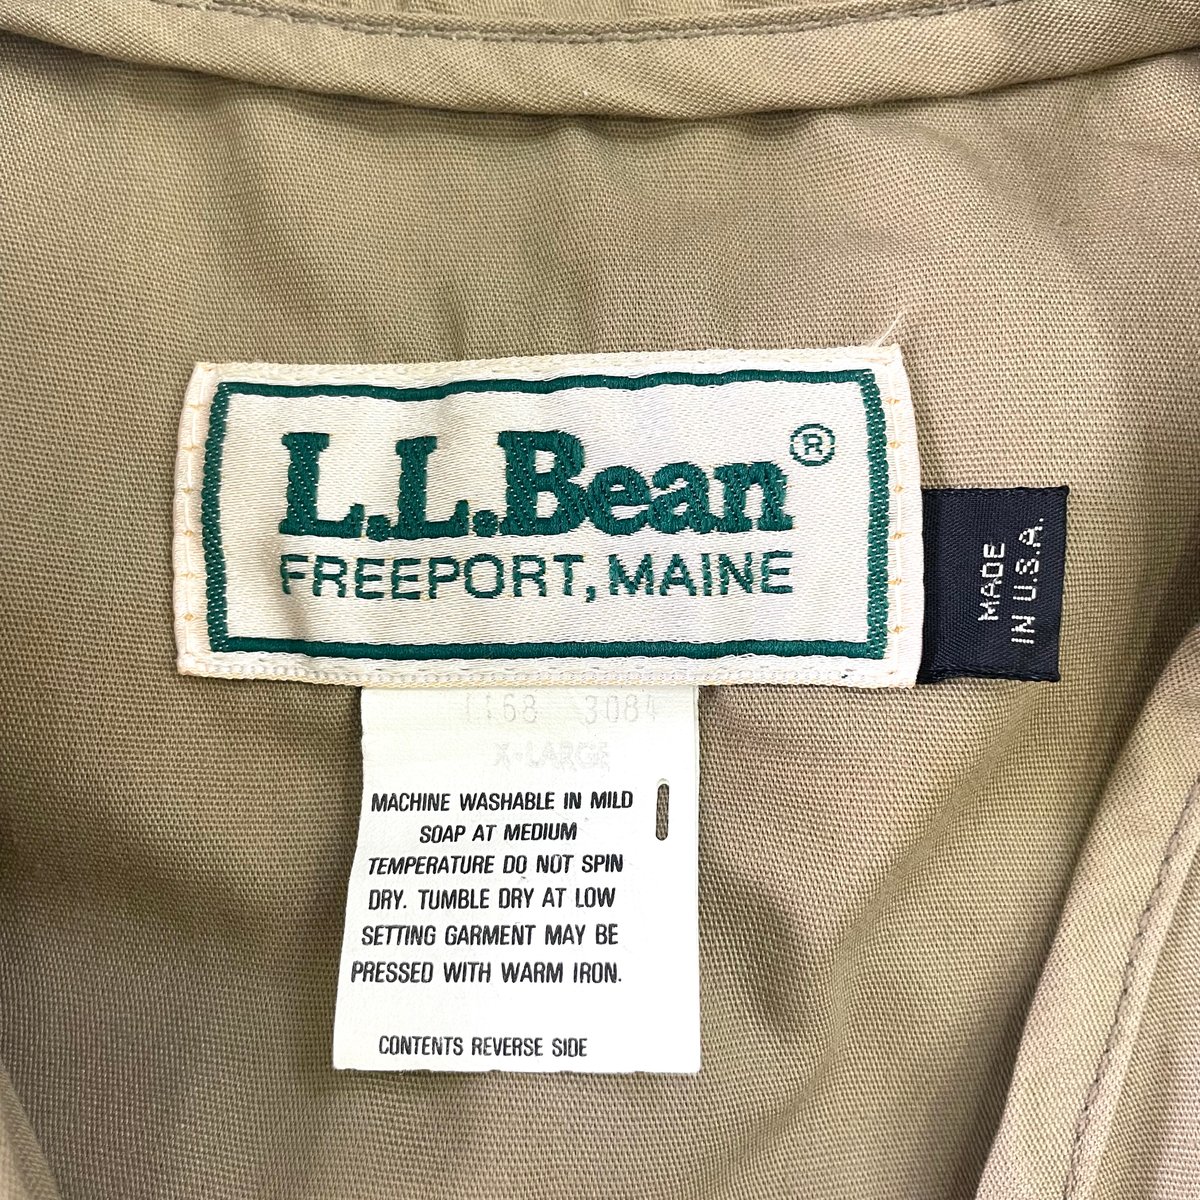 L.L.Bean®
FREEPORT, MAINE
MADE
IN U.S.A.
1168 3084
X-LARGE
MACHINE WASHABLE IN MILD
SOAP AT MEDIUM
TEMPERATURE DO NOT SPIN
DRY. TUMBLE DRY AT LOW
SETTING GARMENT MAY BE
PRESSED WITH WARM IRON.
CONTENTS REVERSE SIDE